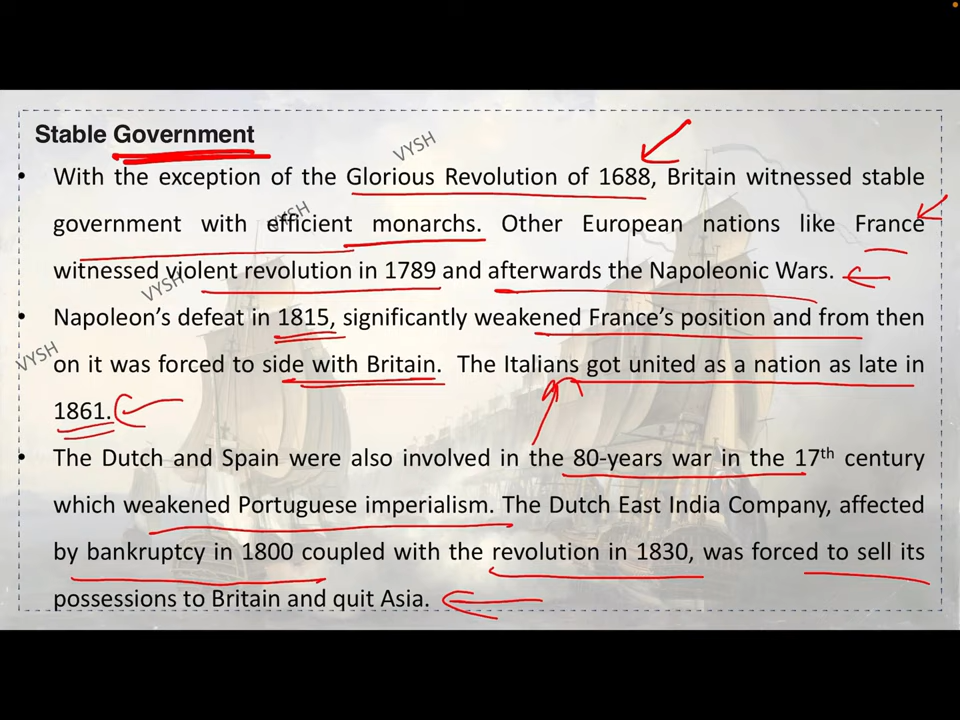 Stable Government
• With the exception of the Glorious Revolution of 1688, Britain witnessed stable
government with efficient monarchs. Other European nations like France
witnessed violent revolution in 1789 and afterwards the Napoleonic Wars.
• Napoleon's defeat in 1815, significantly weakened France's position and from then
on it was forced to side with Britain. The Italians got united as a nation as late in
1861.
• The Dutch and Spain were also involved in the 80-years war in the 17th century
which weakened Portuguese imperialism. The Dutch East India Company, affected
by bankruptcy in 1800 coupled with the revolution in 1830, was forced to sell its
possessions to Britain and quit Asia.
VYSH
VYSH
VYSH
VYSH